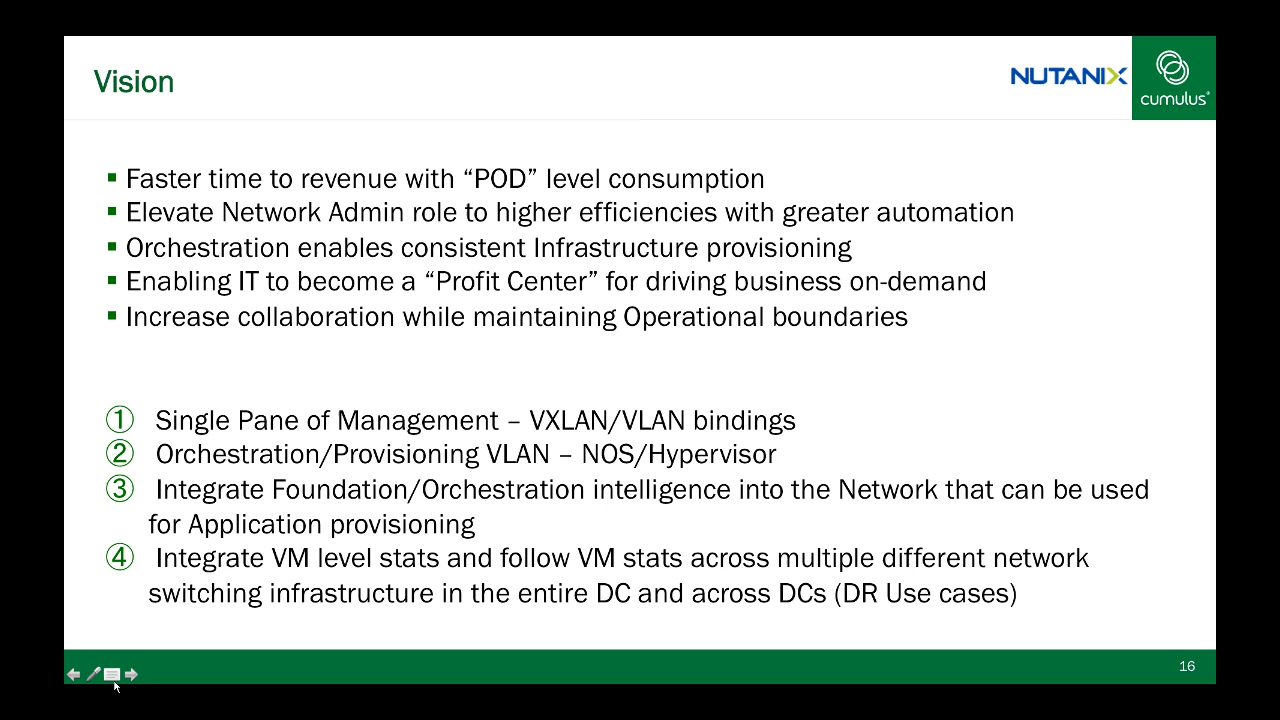 Vision
NUTANIX
cumulus®
▪ Faster time to revenue with “POD” level consumption
▪ Elevate Network Admin role to higher efficiencies with greater automation
▪ Orchestration enables consistent Infrastructure provisioning
▪ Enabling IT to become a “Profit Center” for driving business on-demand
▪ Increase collaboration while maintaining Operational boundaries
① Single Pane of Management – VXLAN/VLAN bindings
② Orchestration/Provisioning VLAN – NOS/Hypervisor
③ Integrate Foundation/Orchestration intelligence into the Network that can be used
for Application provisioning
④ Integrate VM level stats and follow VM stats across multiple different network
switching infrastructure in the entire DC and across DCs (DR Use cases)
16